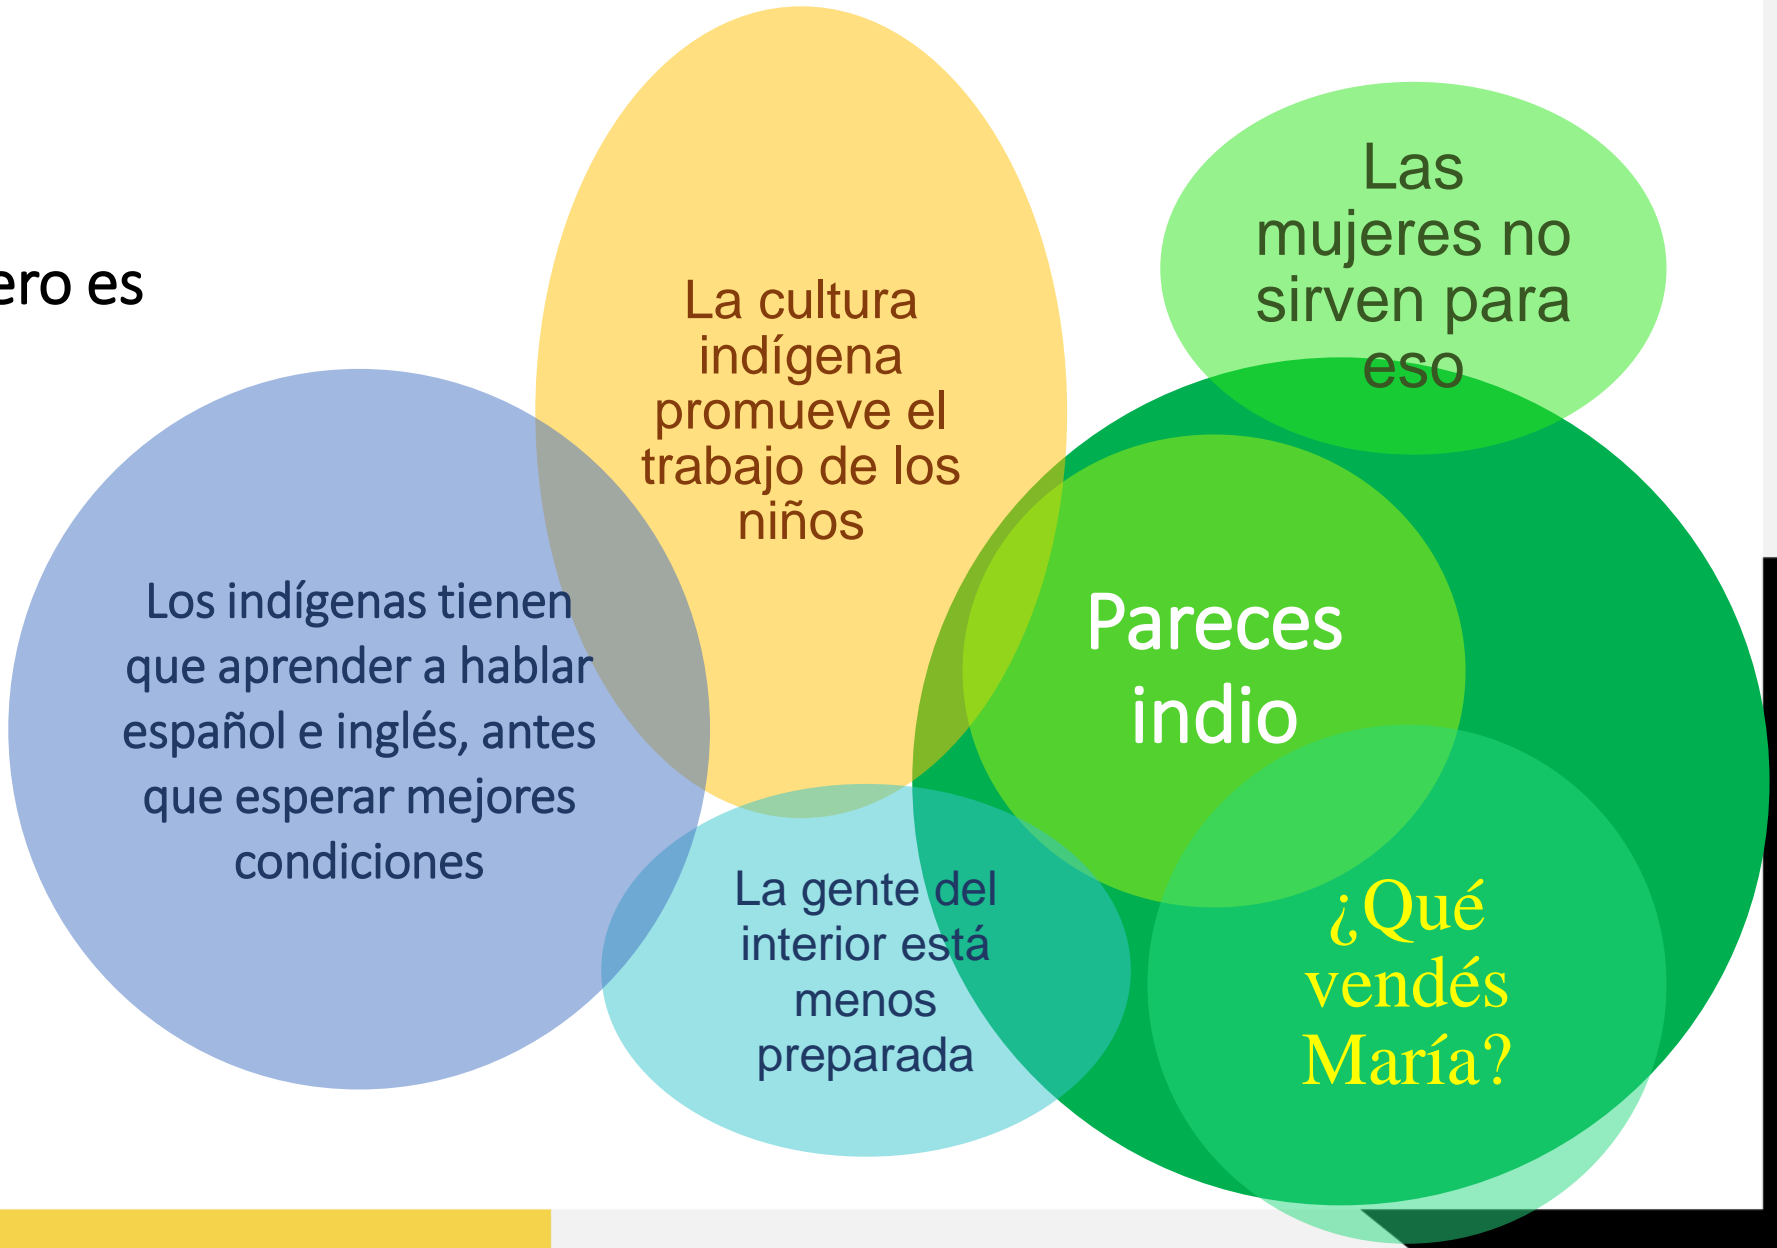 ero es
La cultura
indígena
promueve el
trabajo de los
niños
Las
mujeres no
sirven para
eso
Los indígenas tienen
que aprender a hablar
español e inglés, antes
que esperar mejores
condiciones
Pareces
indio
La gente del
interior está
menos
preparada
¿Qué
vendés
María?